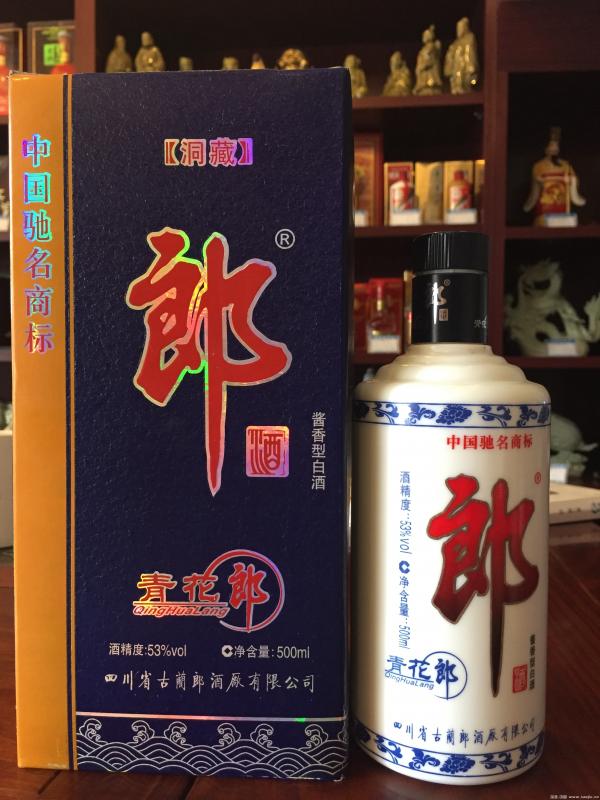 中国驰名商标
【洞藏】
郎
®
酒
酱香型白酒
青花郎
QingHuaLang
酒精度:53%vol
净含量:500ml
四川省古蔺郎酒厂有限公司
郎
酒
中国驰名商标
®
郎
酒精度:53%vol
净含量:500ml
酱香型白酒
青花郎
QingHuaLang
四川省古蔺郎酒厂有限公司